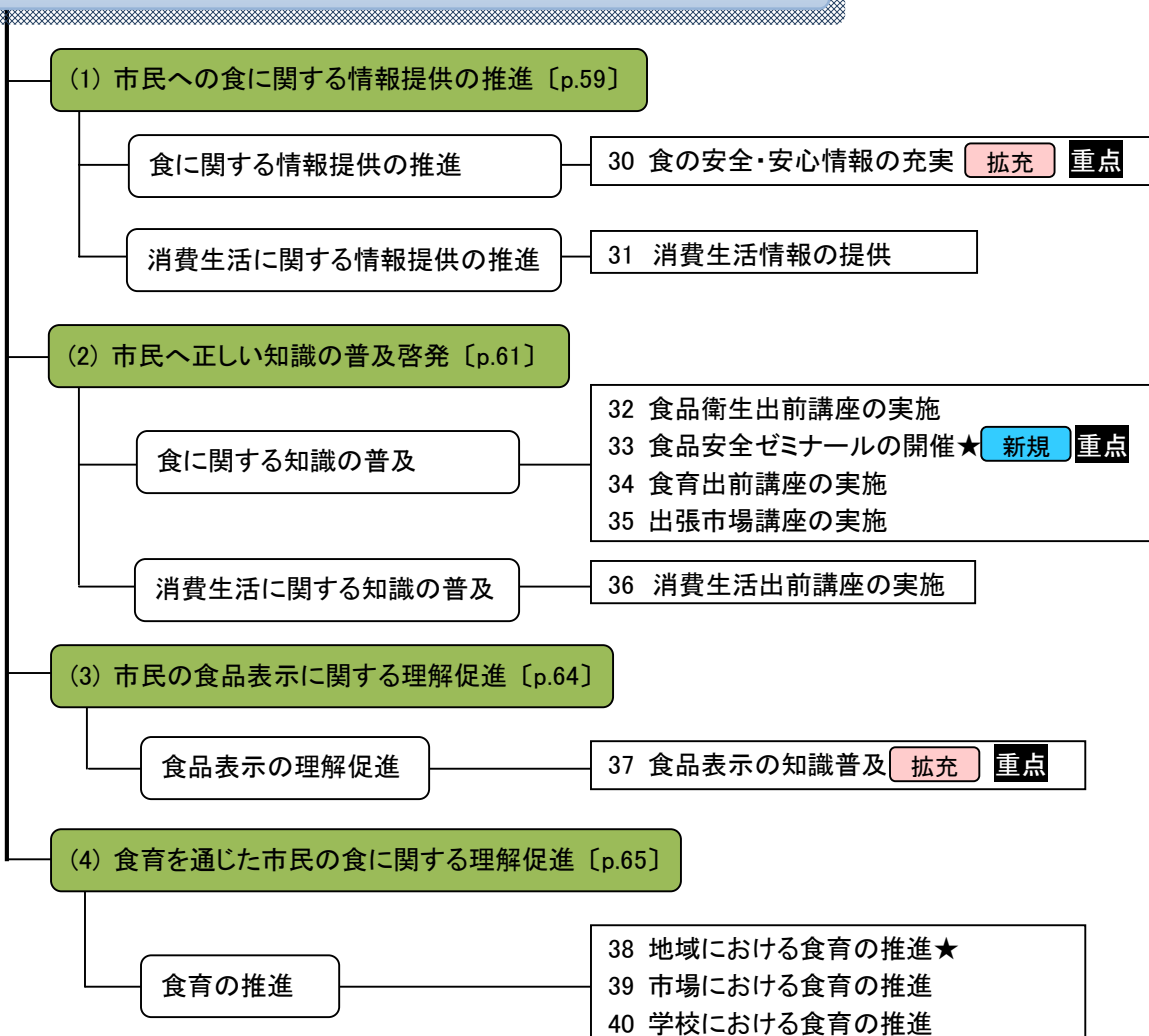 (1) 市民への食に関する情報提供の推進〔p.59〕
食に関する情報提供の推進
30 食の安全・安心情報の充実 拡充 重点
消費生活に関する情報提供の推進
31 消費生活情報の提供
(2) 市民へ正しい知識の普及啓発〔p.61〕
食に関する知識の普及
32 食品衛生出前講座の実施
33 食品安全ゼミナールの開催★ 新規 重点
34 食育出前講座の実施
35 出張市場講座の実施
消費生活に関する知識の普及
36 消費生活出前講座の実施
(3) 市民の食品表示に関する理解促進〔p.64〕
食品表示の理解促進
37 食品表示の知識普及 拡充 重点
(4) 食育を通じた市民の食に関する理解促進〔p.65〕
食育の推進
38 地域における食育の推進★
39 市場における食育の推進
40 学校における食育の推進